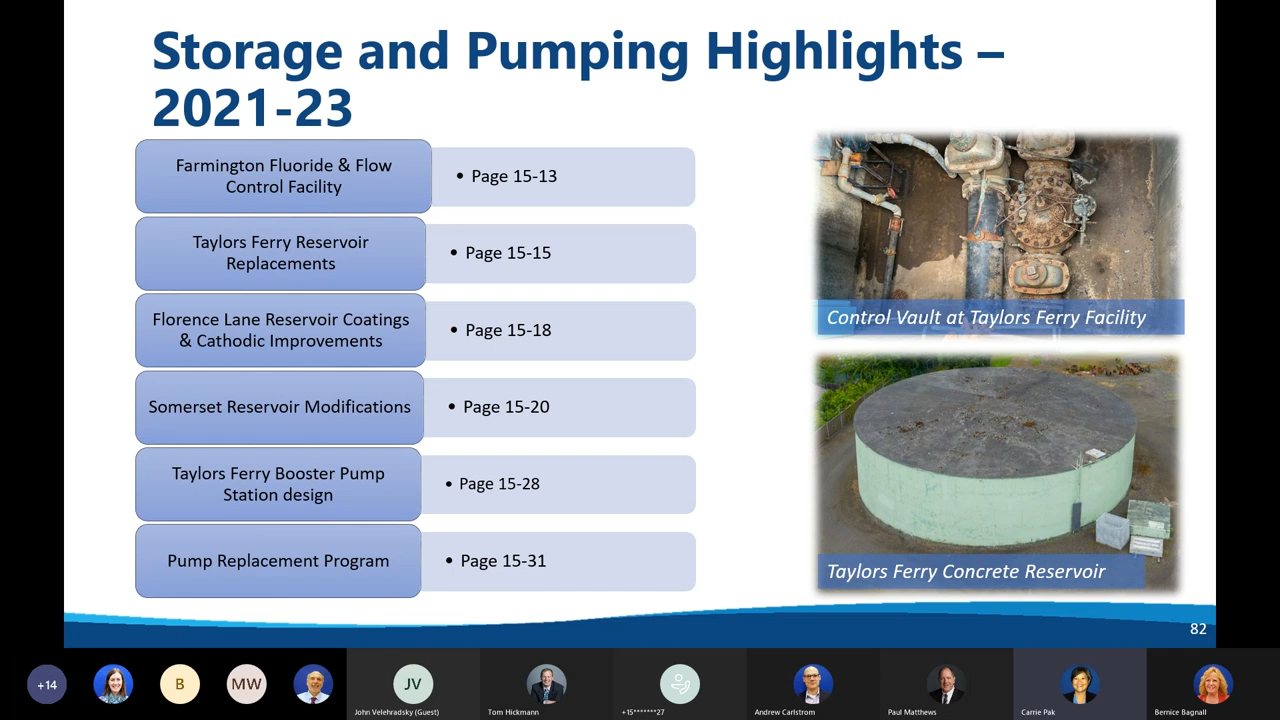 Storage and Pumping Highlights –
2021-23
Farmington Fluoride & Flow
Control Facility
• Page 15-13
Taylors Ferry Reservoir
Replacements
• Page 15-15
Florence Lane Reservoir Coatings
& Cathodic Improvements
• Page 15-18
Somerset Reservoir Modifications
• Page 15-20
Taylors Ferry Booster Pump
Station design
• Page 15-28
Pump Replacement Program
• Page 15-31
Control Vault at Taylors Ferry Facility
Taylors Ferry Concrete Reservoir
82
+14
B
MW
JV
John Velehradsky (Guest)
Tom Hickmann
+15*******27
Andrew Carlstrom
Paul Matthews
Carrie Pak
Bernice Bagnall